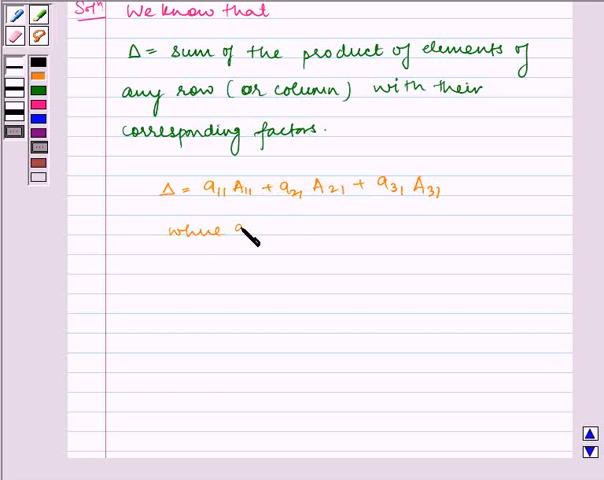 Solⁿ We know that
Δ = sum of the product of elements of
any row (or column) with their
corresponding factors.
Δ = a₁₁ A₁₁ + a₂₁ A₂₁ + a₃₁ A₃₁
where a